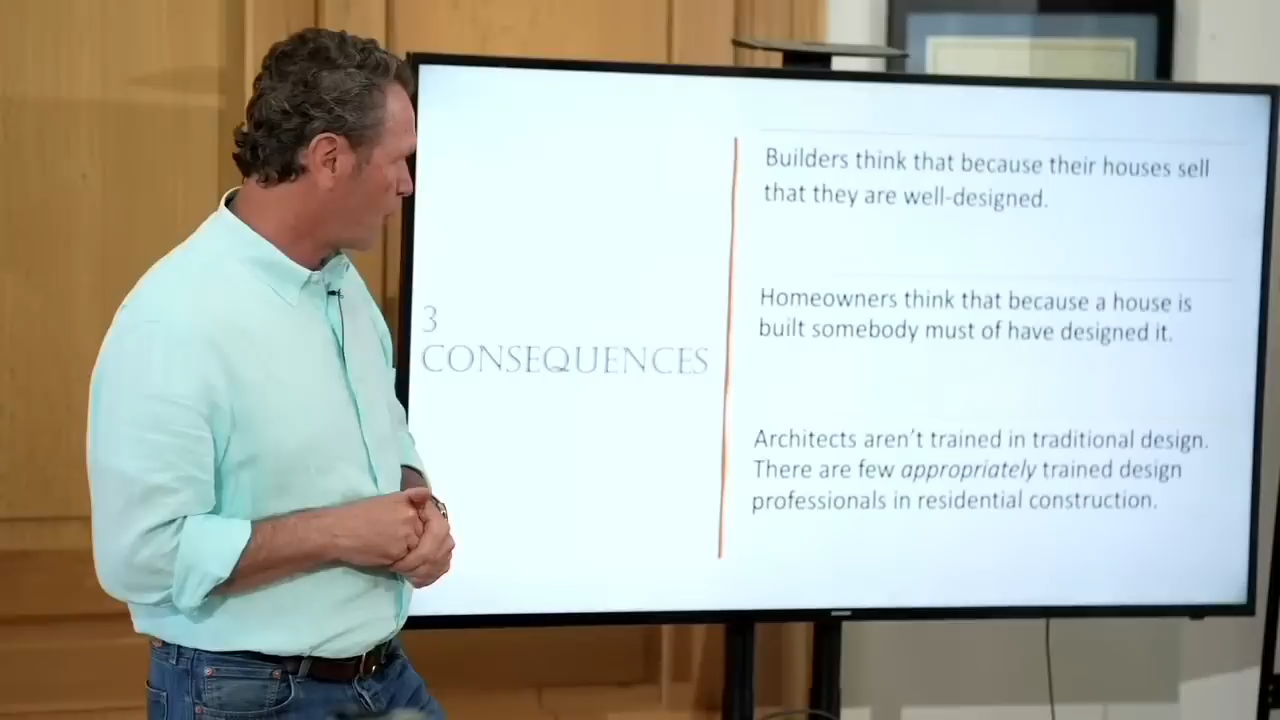 3
CONSEQUENCES
Builders think that because their houses sell
that they are well-designed.
Homeowners think that because a house is
built somebody must of have designed it.
Architects aren't trained in traditional design.
There are few appropriately trained design
professionals in residential construction.